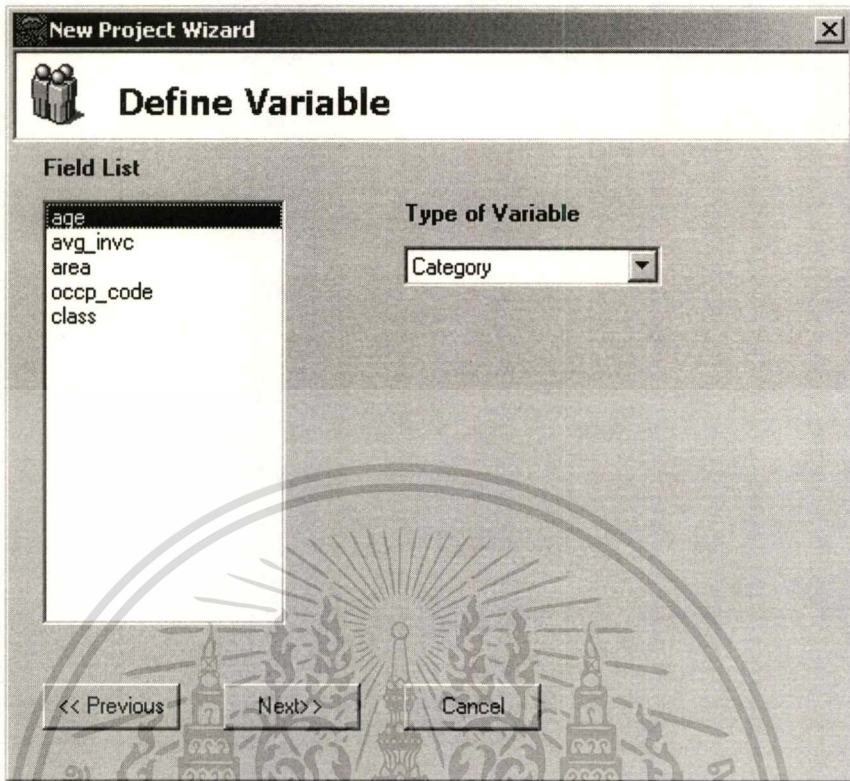 New Project Wizard
Define Variable
Field List
age
avg_invc
area
occp_code
class
Type of Variable
Category
<< Previous
Next>>
Cancel